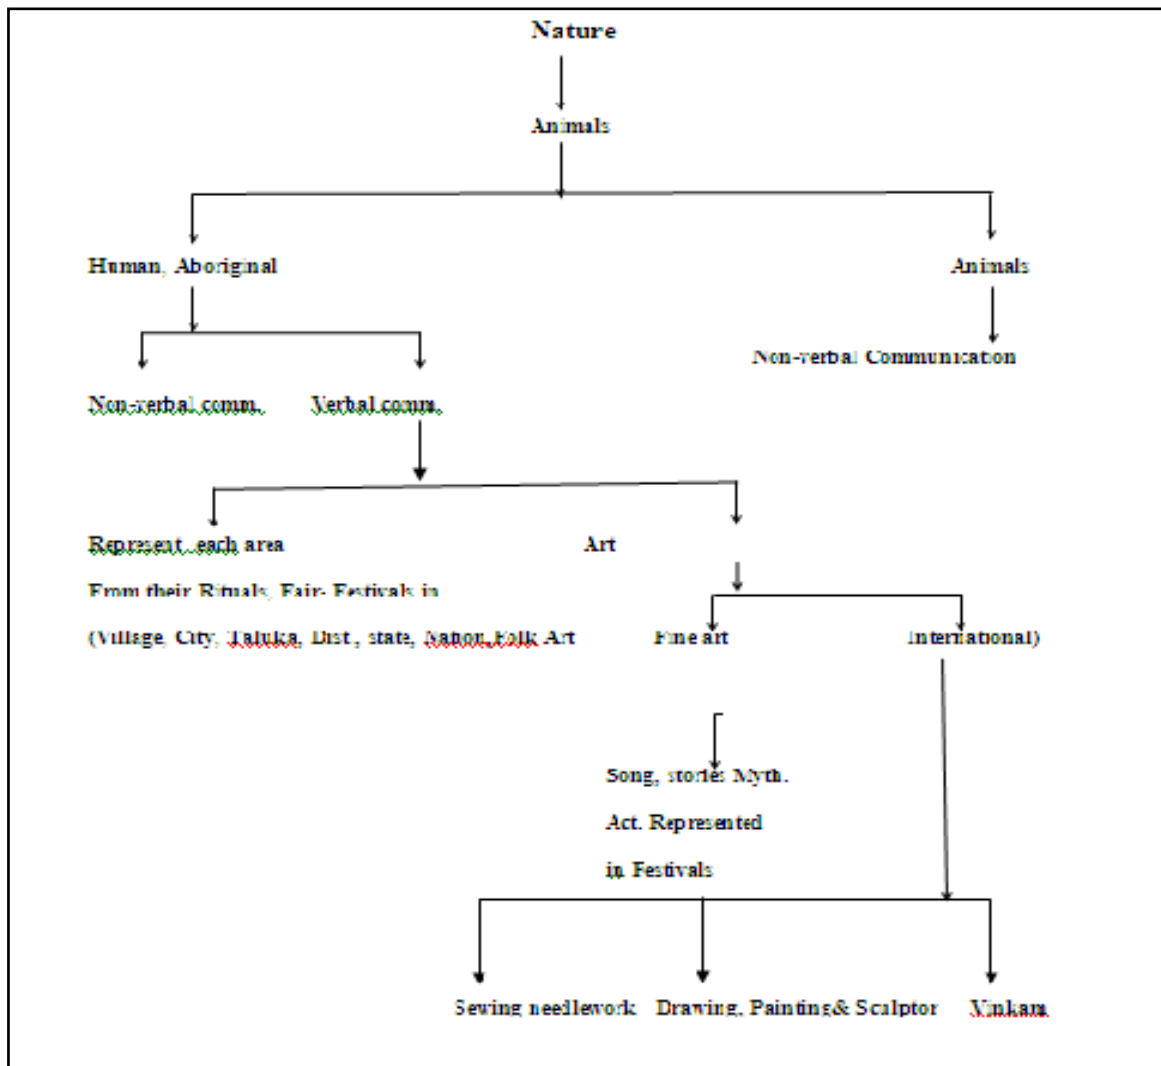 Nature
Animals
Human, Aboriginal
Animals
Non-verbal Communication
Non-verbal comm. Verbal comm.
Represent each area Art
From their Rituals, Fair- Festivals in
(Village, City, Taluka, Dist., state, Nation,Folk Art Fine art International)
Song, stories Myth.
Act. Represented
in Festivals
Sewing needlework Drawing, Painting& Sculptor Vinkam